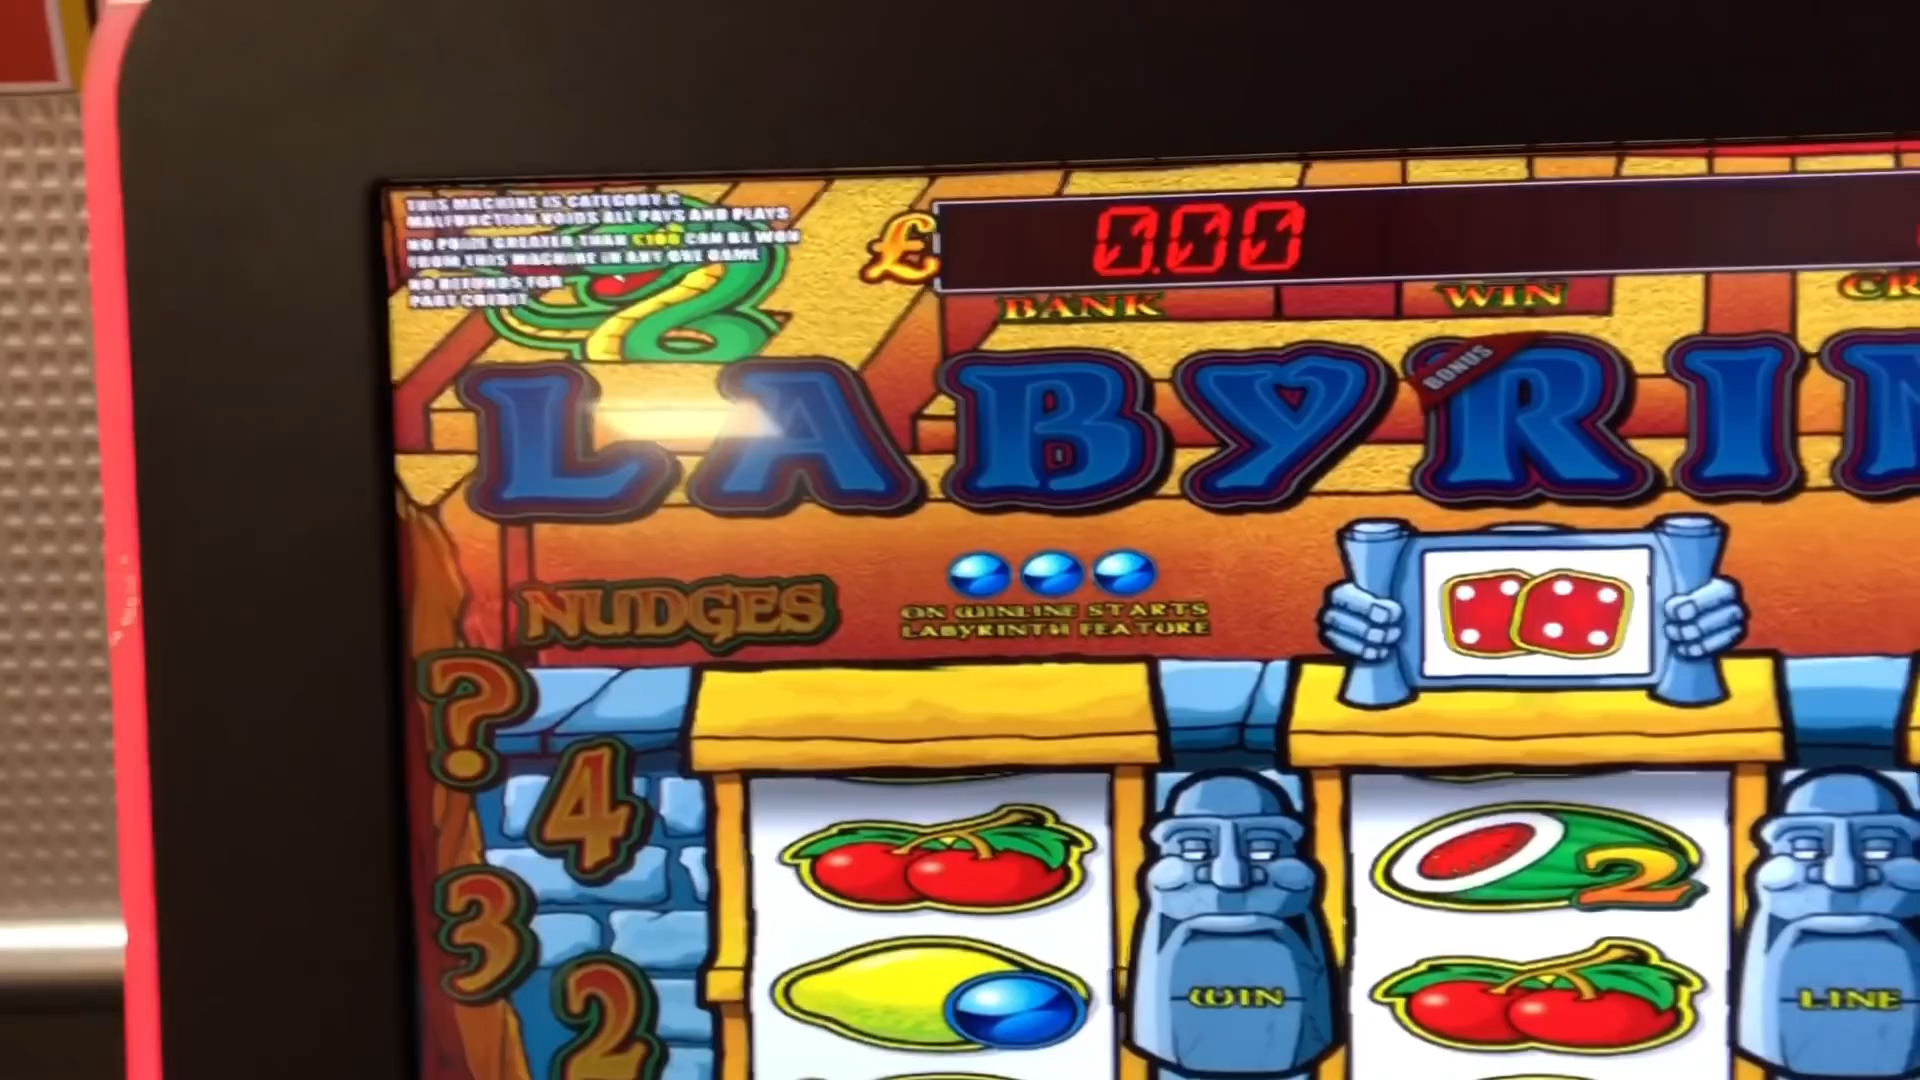 THIS MACHINE IS CATEGORY C
MALFUNCTION VOIDS ALL PAYS AND PLAYS
NO PRIZE GREATER THAN £100 CAN BE WON
FROM THIS MACHINE IN ANY ONE GAME
NO REFUNDS FOR
PART CREDIT
£ 0.00
BANK WIN CR
LABYRIN
BONUS
NUDGES
ON WINLINE STARTS
LABYRINTH FEATURE
?
4
3
2
2
WIN LINE